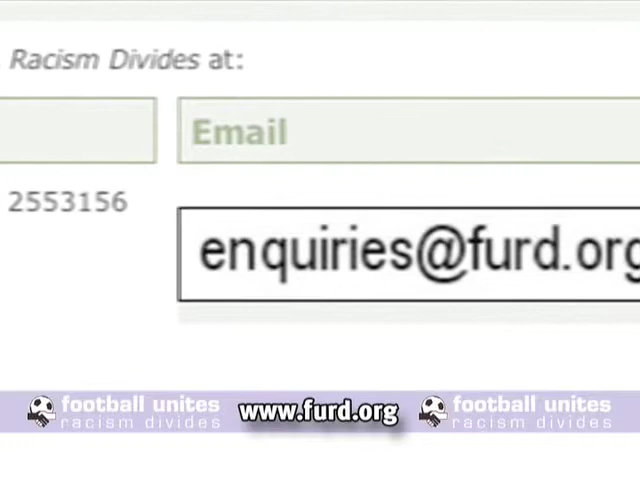 Racism Divides at:
Email
2553156
enquiries@furd.org
football unites
racism divides
www.furd.org
football unites
racism divides